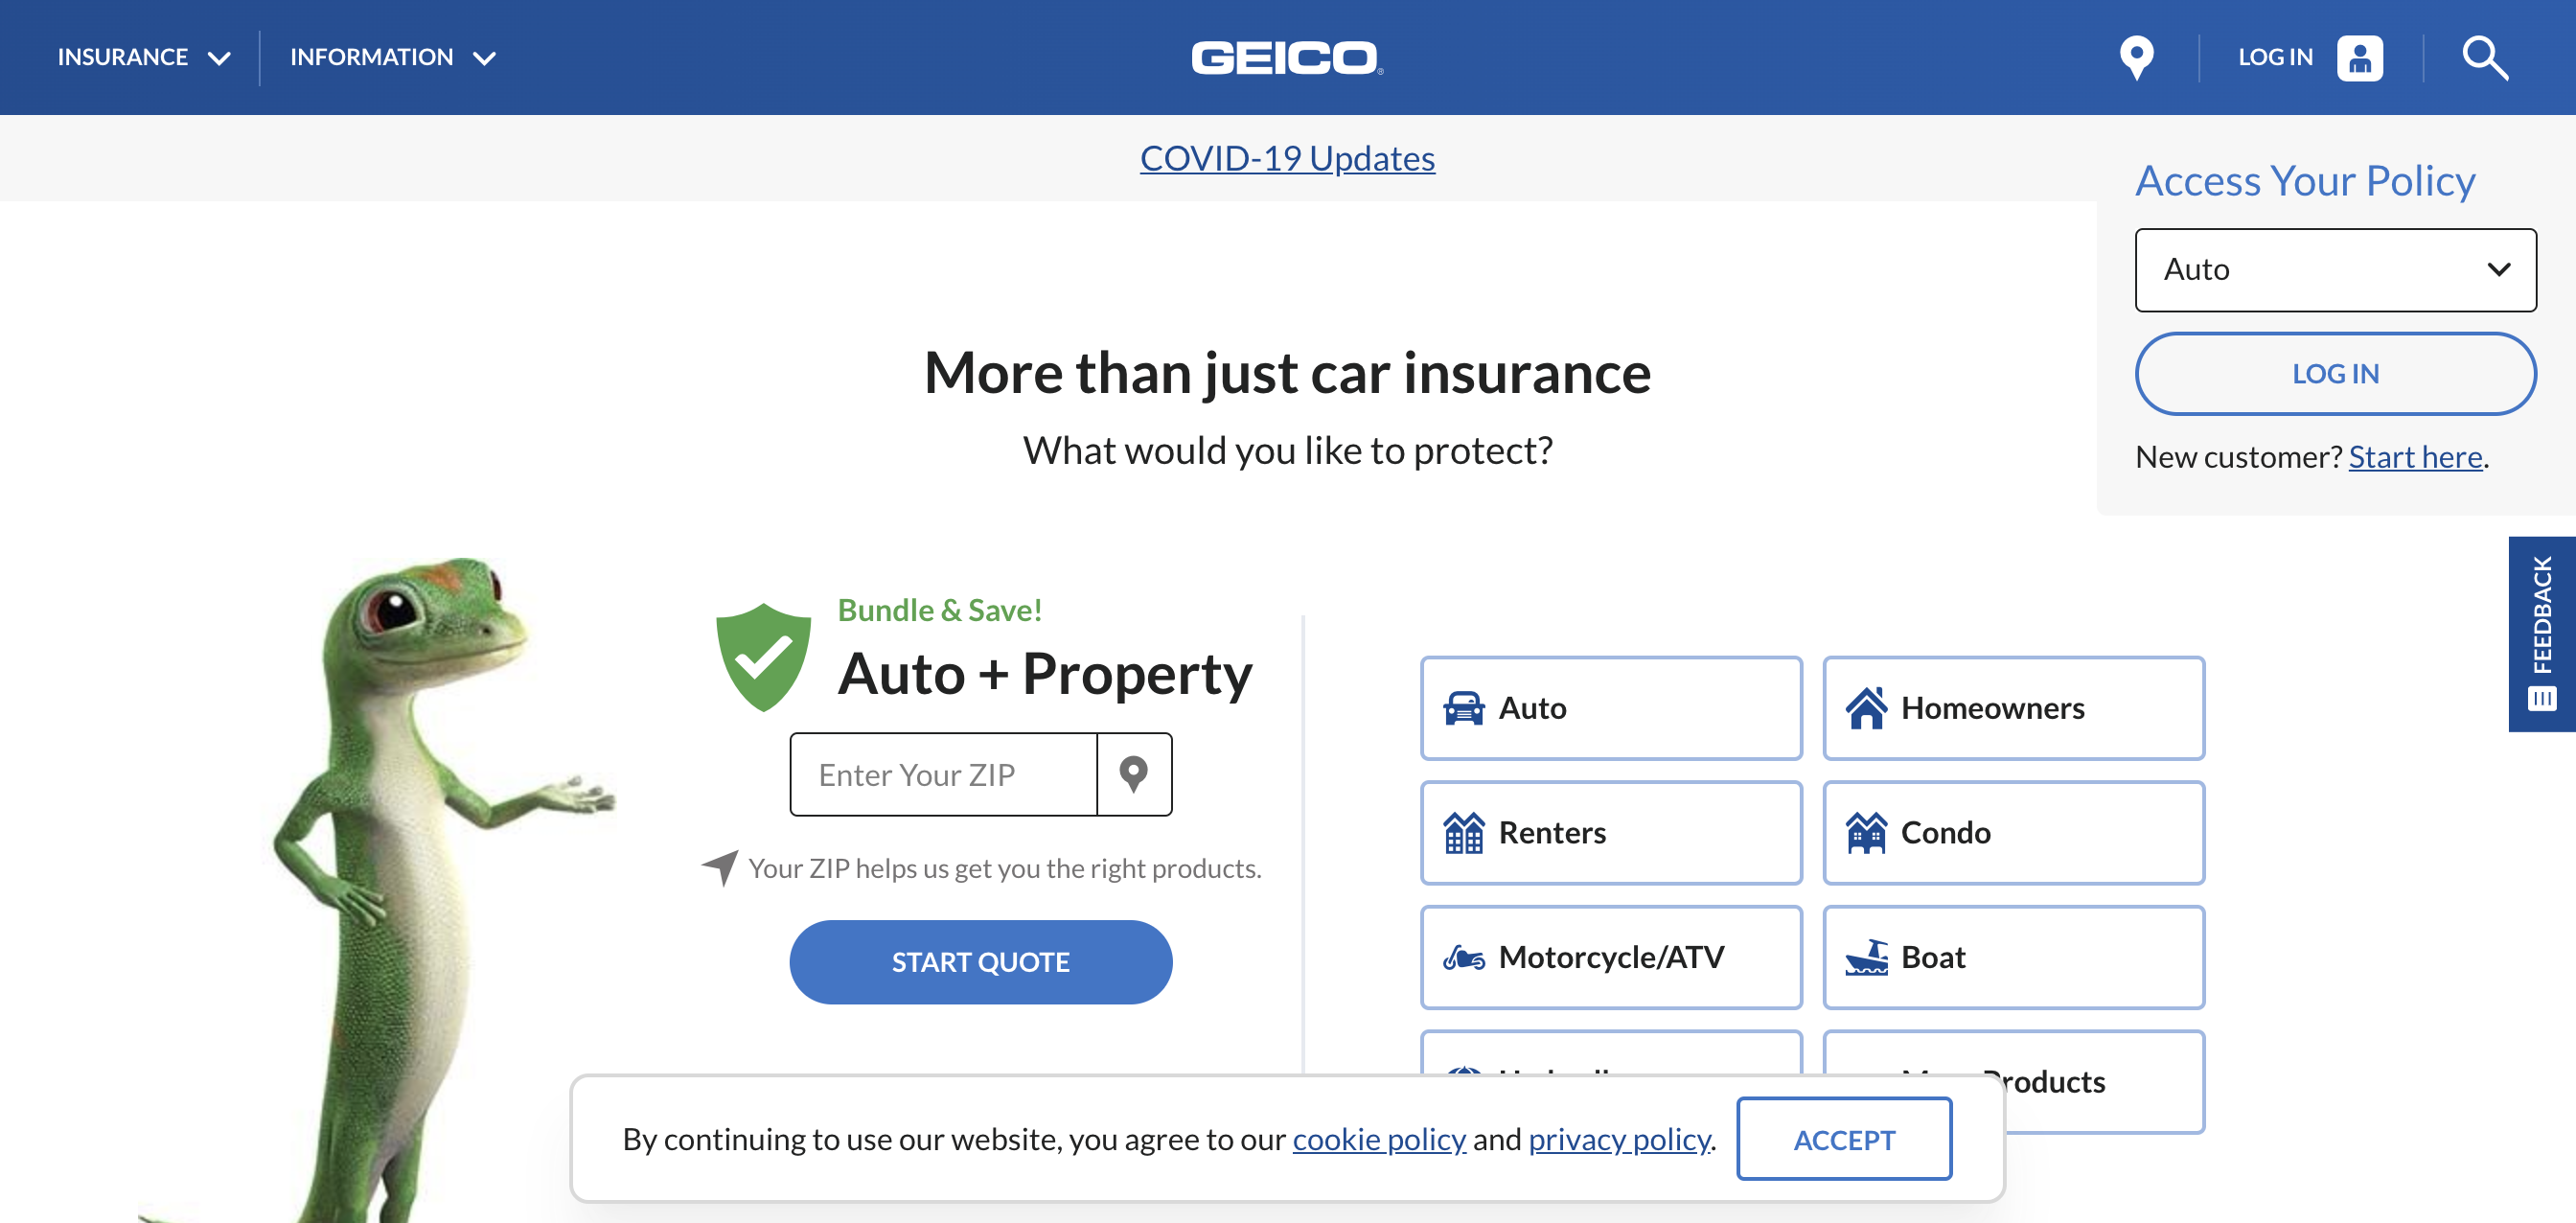 INSURANCE
INFORMATION
GEICO
LOG IN
COVID-19 Updates
Access Your Policy
Auto
LOG IN
New customer? Start here.
More than just car insurance
What would you like to protect?
FEEDBACK
Bundle & Save!
Auto + Property
Enter Your ZIP
Your ZIP helps us get you the right products.
START QUOTE
Auto
Homeowners
Renters
Condo
Motorcycle/ATV
Boat
Products
By continuing to use our website, you agree to our cookie policy and privacy policy.
ACCEPT